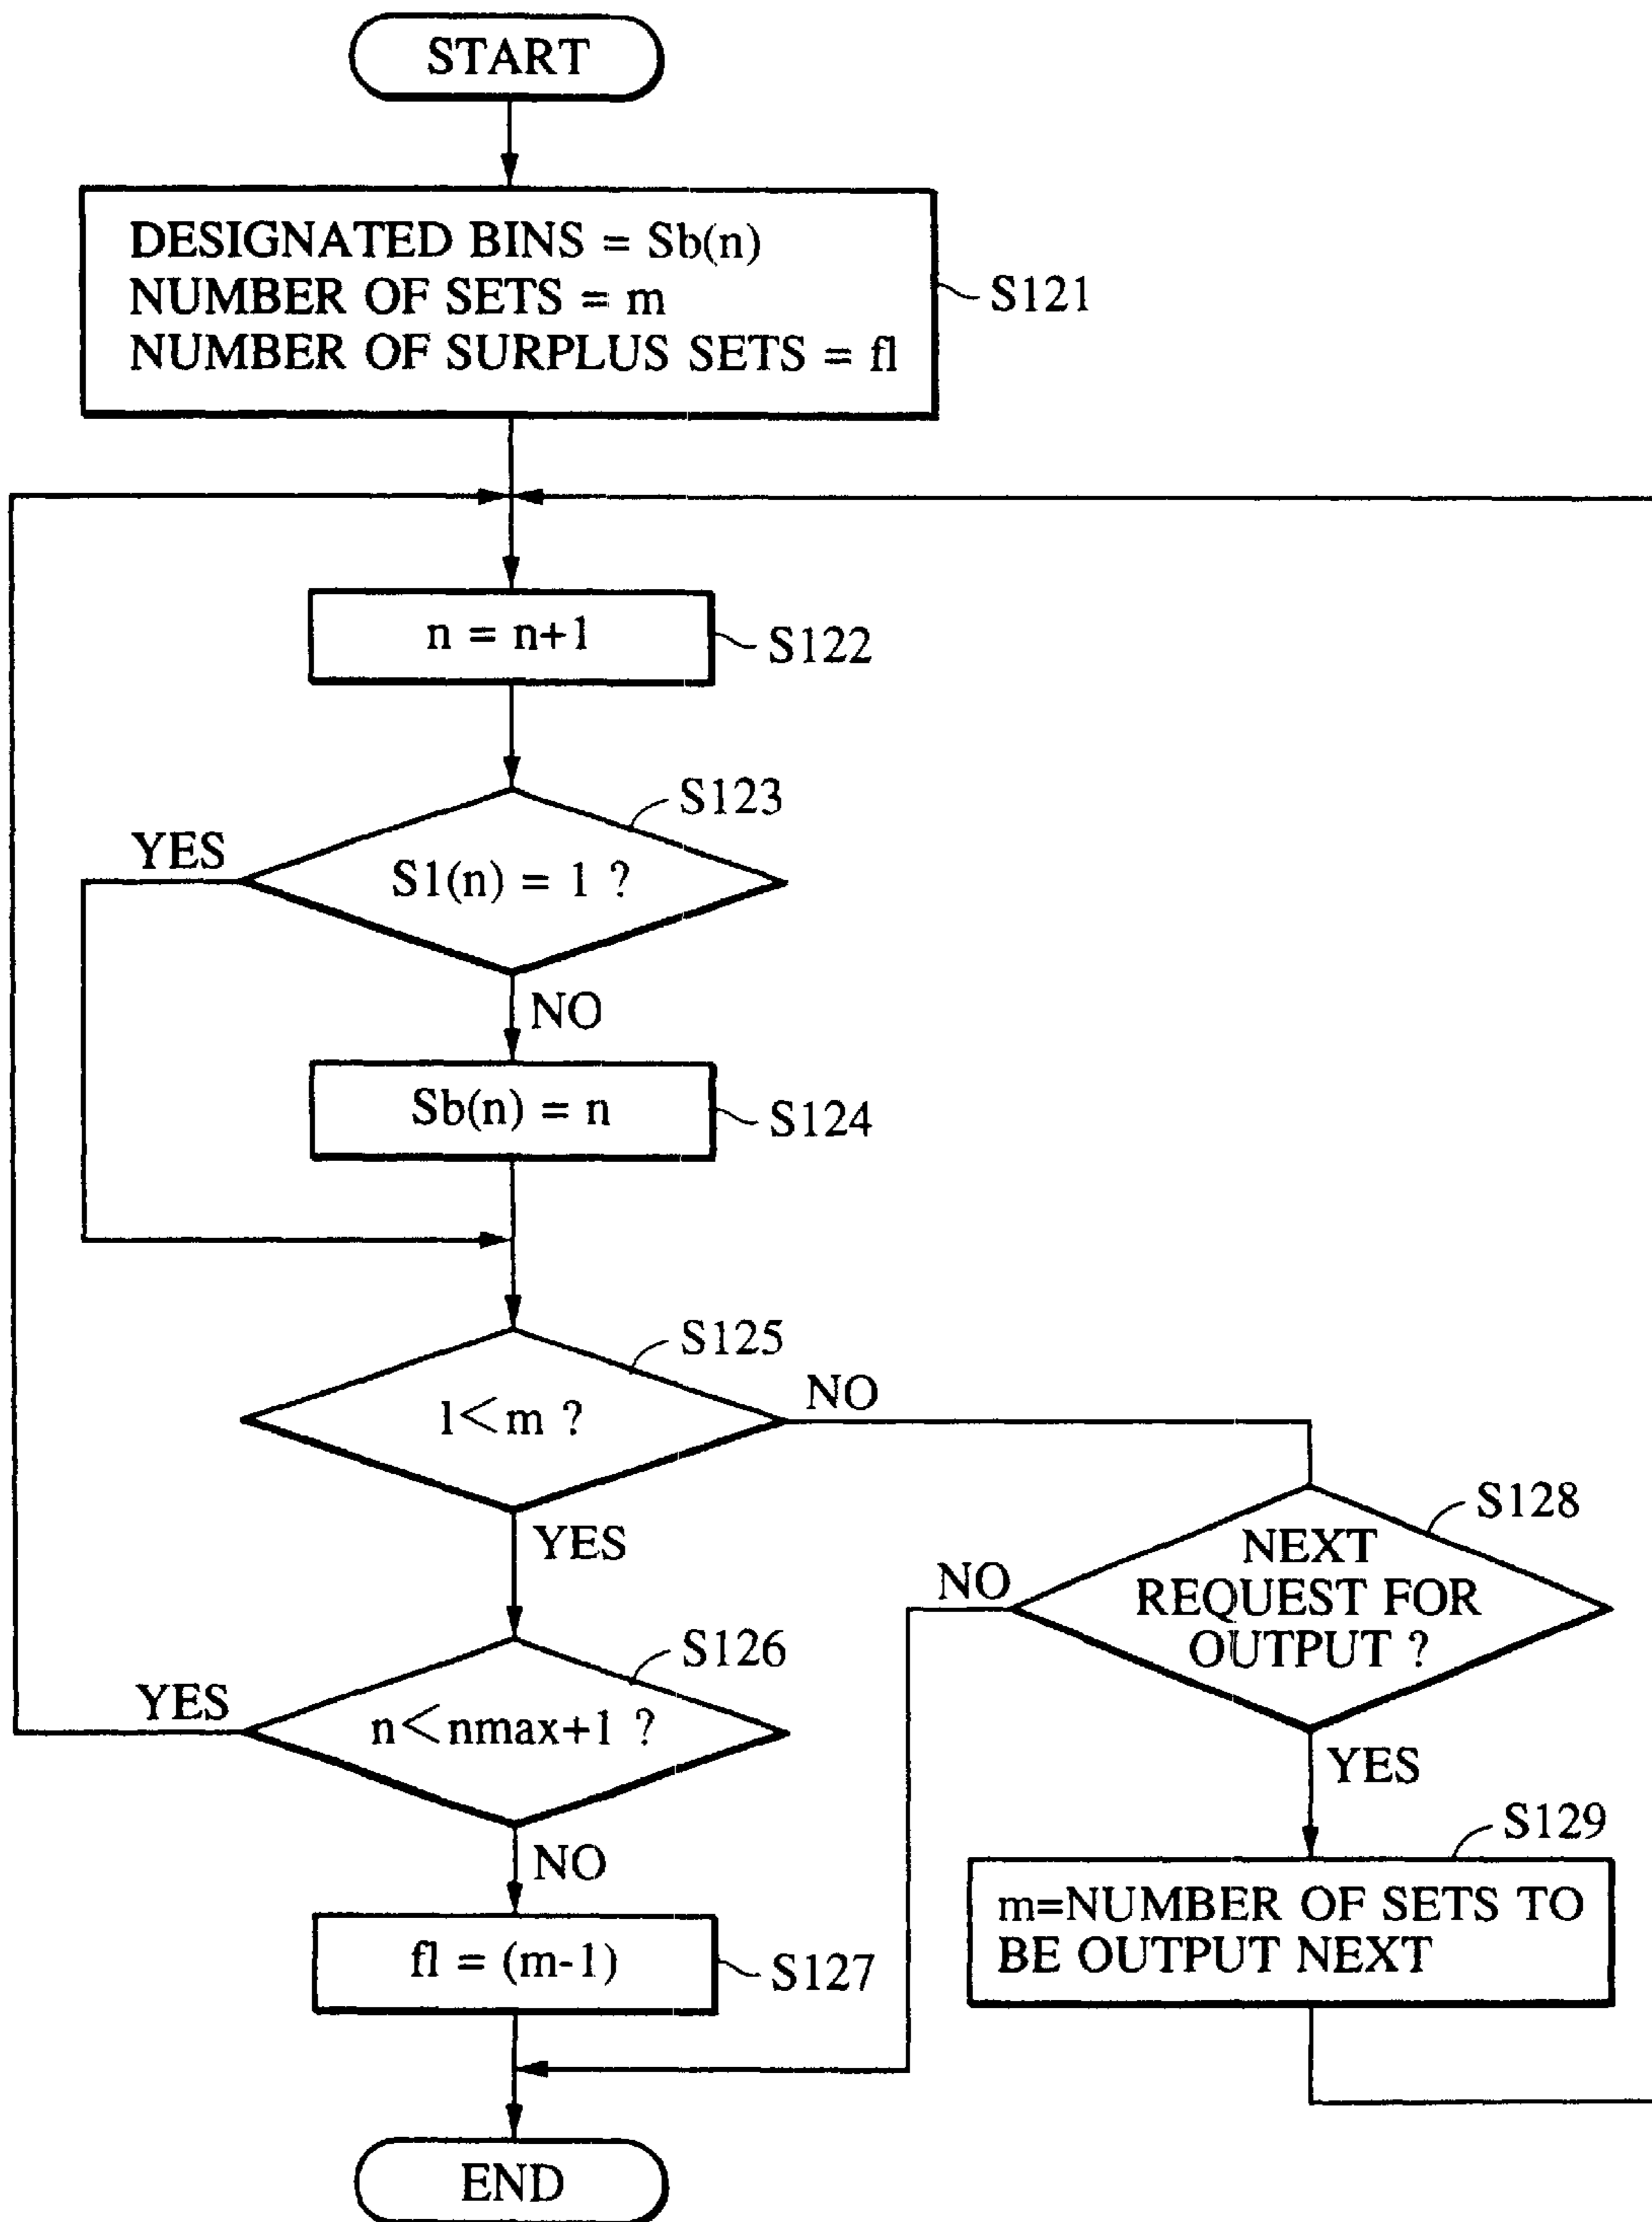 START
DESIGNATED BINS = Sb(n)
NUMBER OF SETS = m
NUMBER OF SURPLUS SETS = fl
S121
n = n+1
S122
S123
YES
S1(n) = 1 ?
NO
Sb(n) = n
S124
S125
l<m ?
NO
YES
S126
YES
n<nmax+1 ?
NO
fl = (m-1)
S127
S128
NEXT
REQUEST FOR
OUTPUT ?
NO
YES
S129
m=NUMBER OF SETS TO
BE OUTPUT NEXT
END